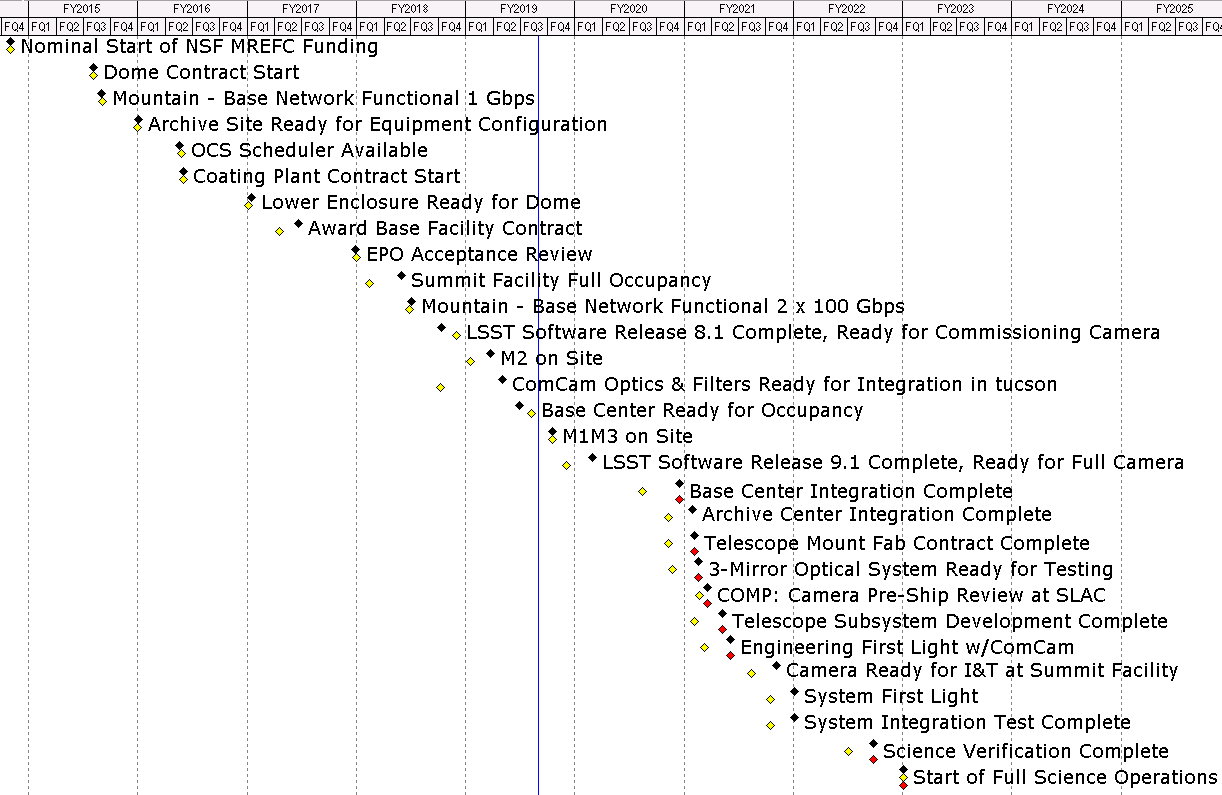 FY2015 FY2016 FY2017 FY2018 FY2019 FY2020 FY2021 FY2022 FY2023 FY2024 FY2025
FQ4 FQ1 FQ2 FQ3 FQ4 FQ1 FQ2 FQ3 FQ4 FQ1 FQ2 FQ3 FQ4 FQ1 FQ2 FQ3 FQ4 FQ1 FQ2 FQ3 FQ4 FQ1 FQ2 FQ3 FQ4 FQ1 FQ2 FQ3 FQ4 FQ1 FQ2 FQ3 FQ4 FQ1 FQ2 FQ3 FQ4 FQ1 FQ2 FQ3 FQ4 FQ1 FQ2 FQ3 FQ4
Nominal Start of NSF MREFC Funding
Dome Contract Start
Mountain - Base Network Functional 1 Gbps
Archive Site Ready for Equipment Configuration
OCS Scheduler Available
Coating Plant Contract Start
Lower Enclosure Ready for Dome
Award Base Facility Contract
EPO Acceptance Review
Summit Facility Full Occupancy
Mountain - Base Network Functional 2 x 100 Gbps
LSST Software Release 8.1 Complete, Ready for Commissioning Camera
M2 on Site
ComCam Optics & Filters Ready for Integration in tucson
Base Center Ready for Occupancy
M1M3 on Site
LSST Software Release 9.1 Complete, Ready for Full Camera
Base Center Integration Complete
Archive Center Integration Complete
Telescope Mount Fab Contract Complete
3-Mirror Optical System Ready for Testing
COMP: Camera Pre-Ship Review at SLAC
Telescope Subsystem Development Complete
Engineering First Light w/ComCam
Camera Ready for I&T at Summit Facility
System First Light
System Integration Test Complete
Science Verification Complete
Start of Full Science Operations